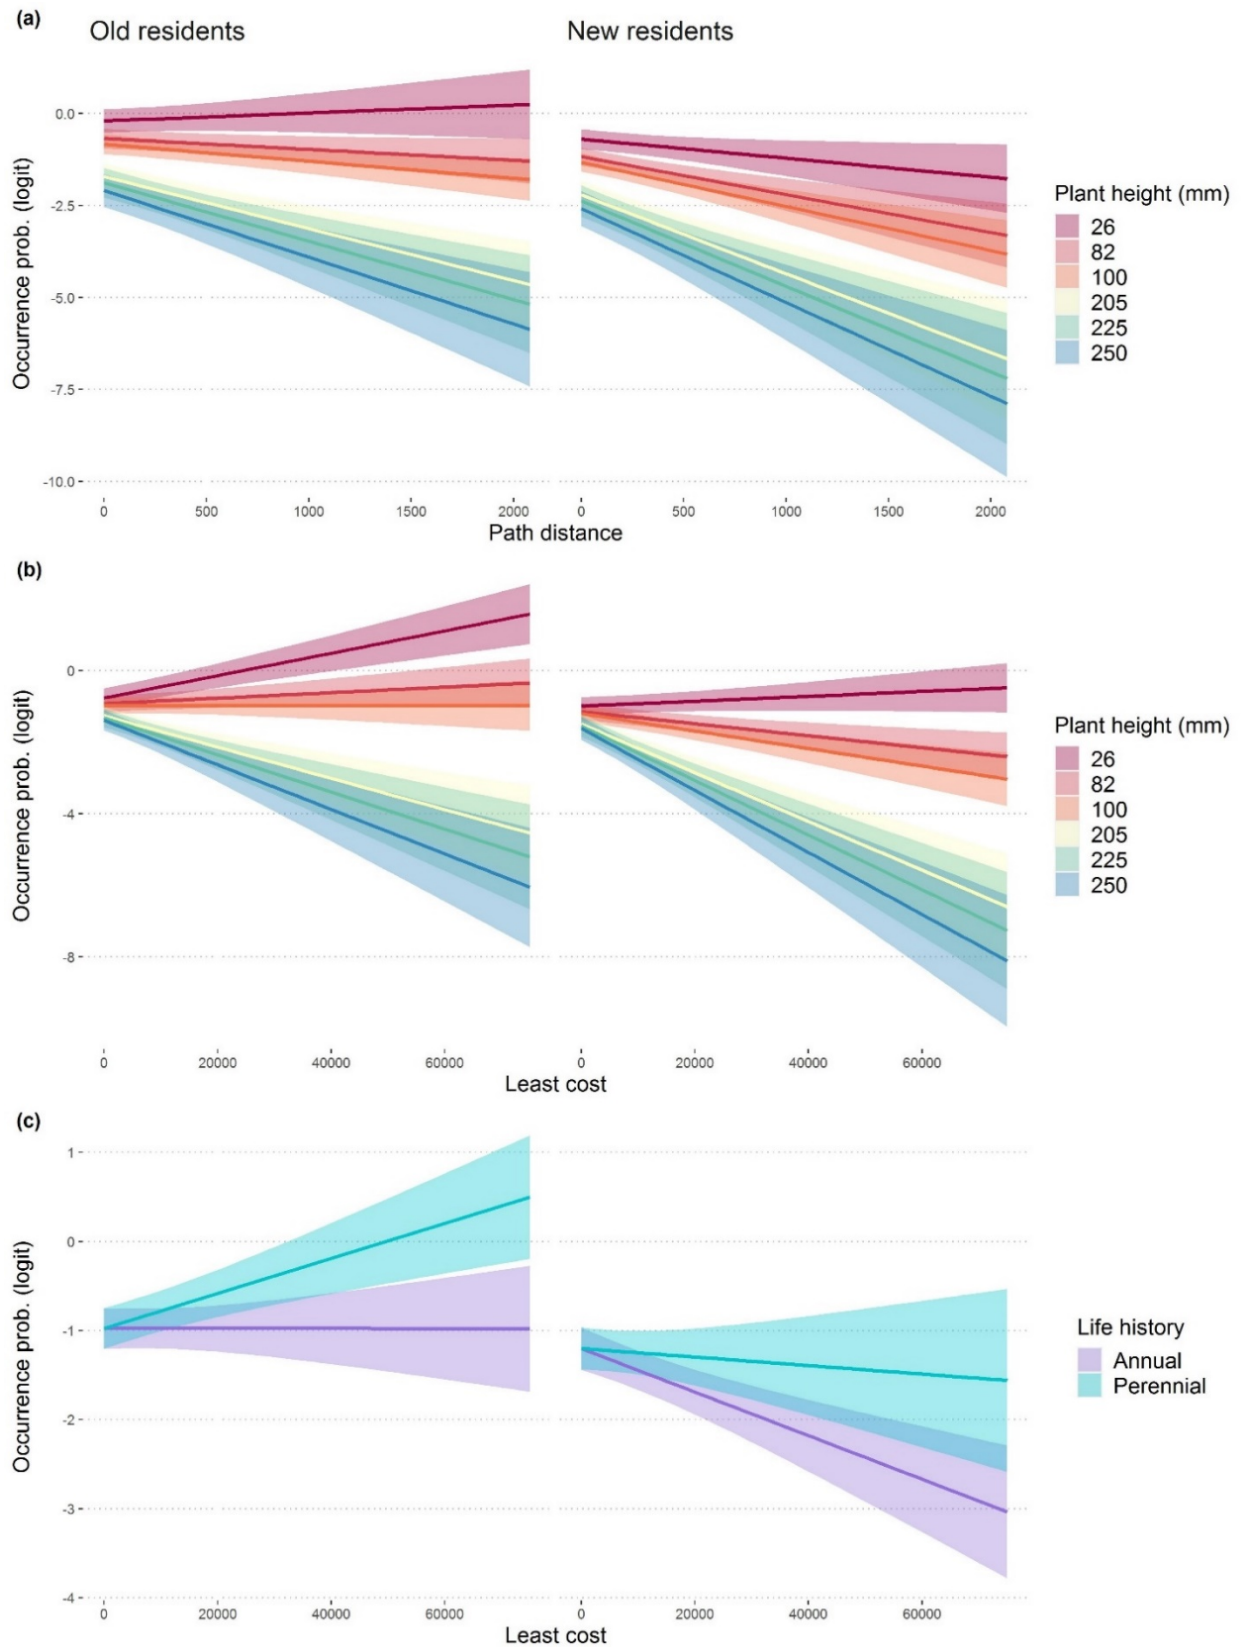 (a)
Old residents
New residents
Occurrence prob. (logit)
0.0
-2.5
-5.0
-7.5
-10.0
0 500 1000 1500 2000
0 500 1000 1500 2000
Path distance
Plant height (mm)
26
82
100
205
225
250
(b)
Occurrence prob. (logit)
0
-4
-8
0 20000 40000 60000
0 20000 40000 60000
Least cost
Plant height (mm)
26
82
100
205
225
250
(c)
Occurrence prob. (logit)
1
0
-1
-2
-3
-4
0 20000 40000 60000
0 20000 40000 60000
Least cost
Life history
Annual
Perennial